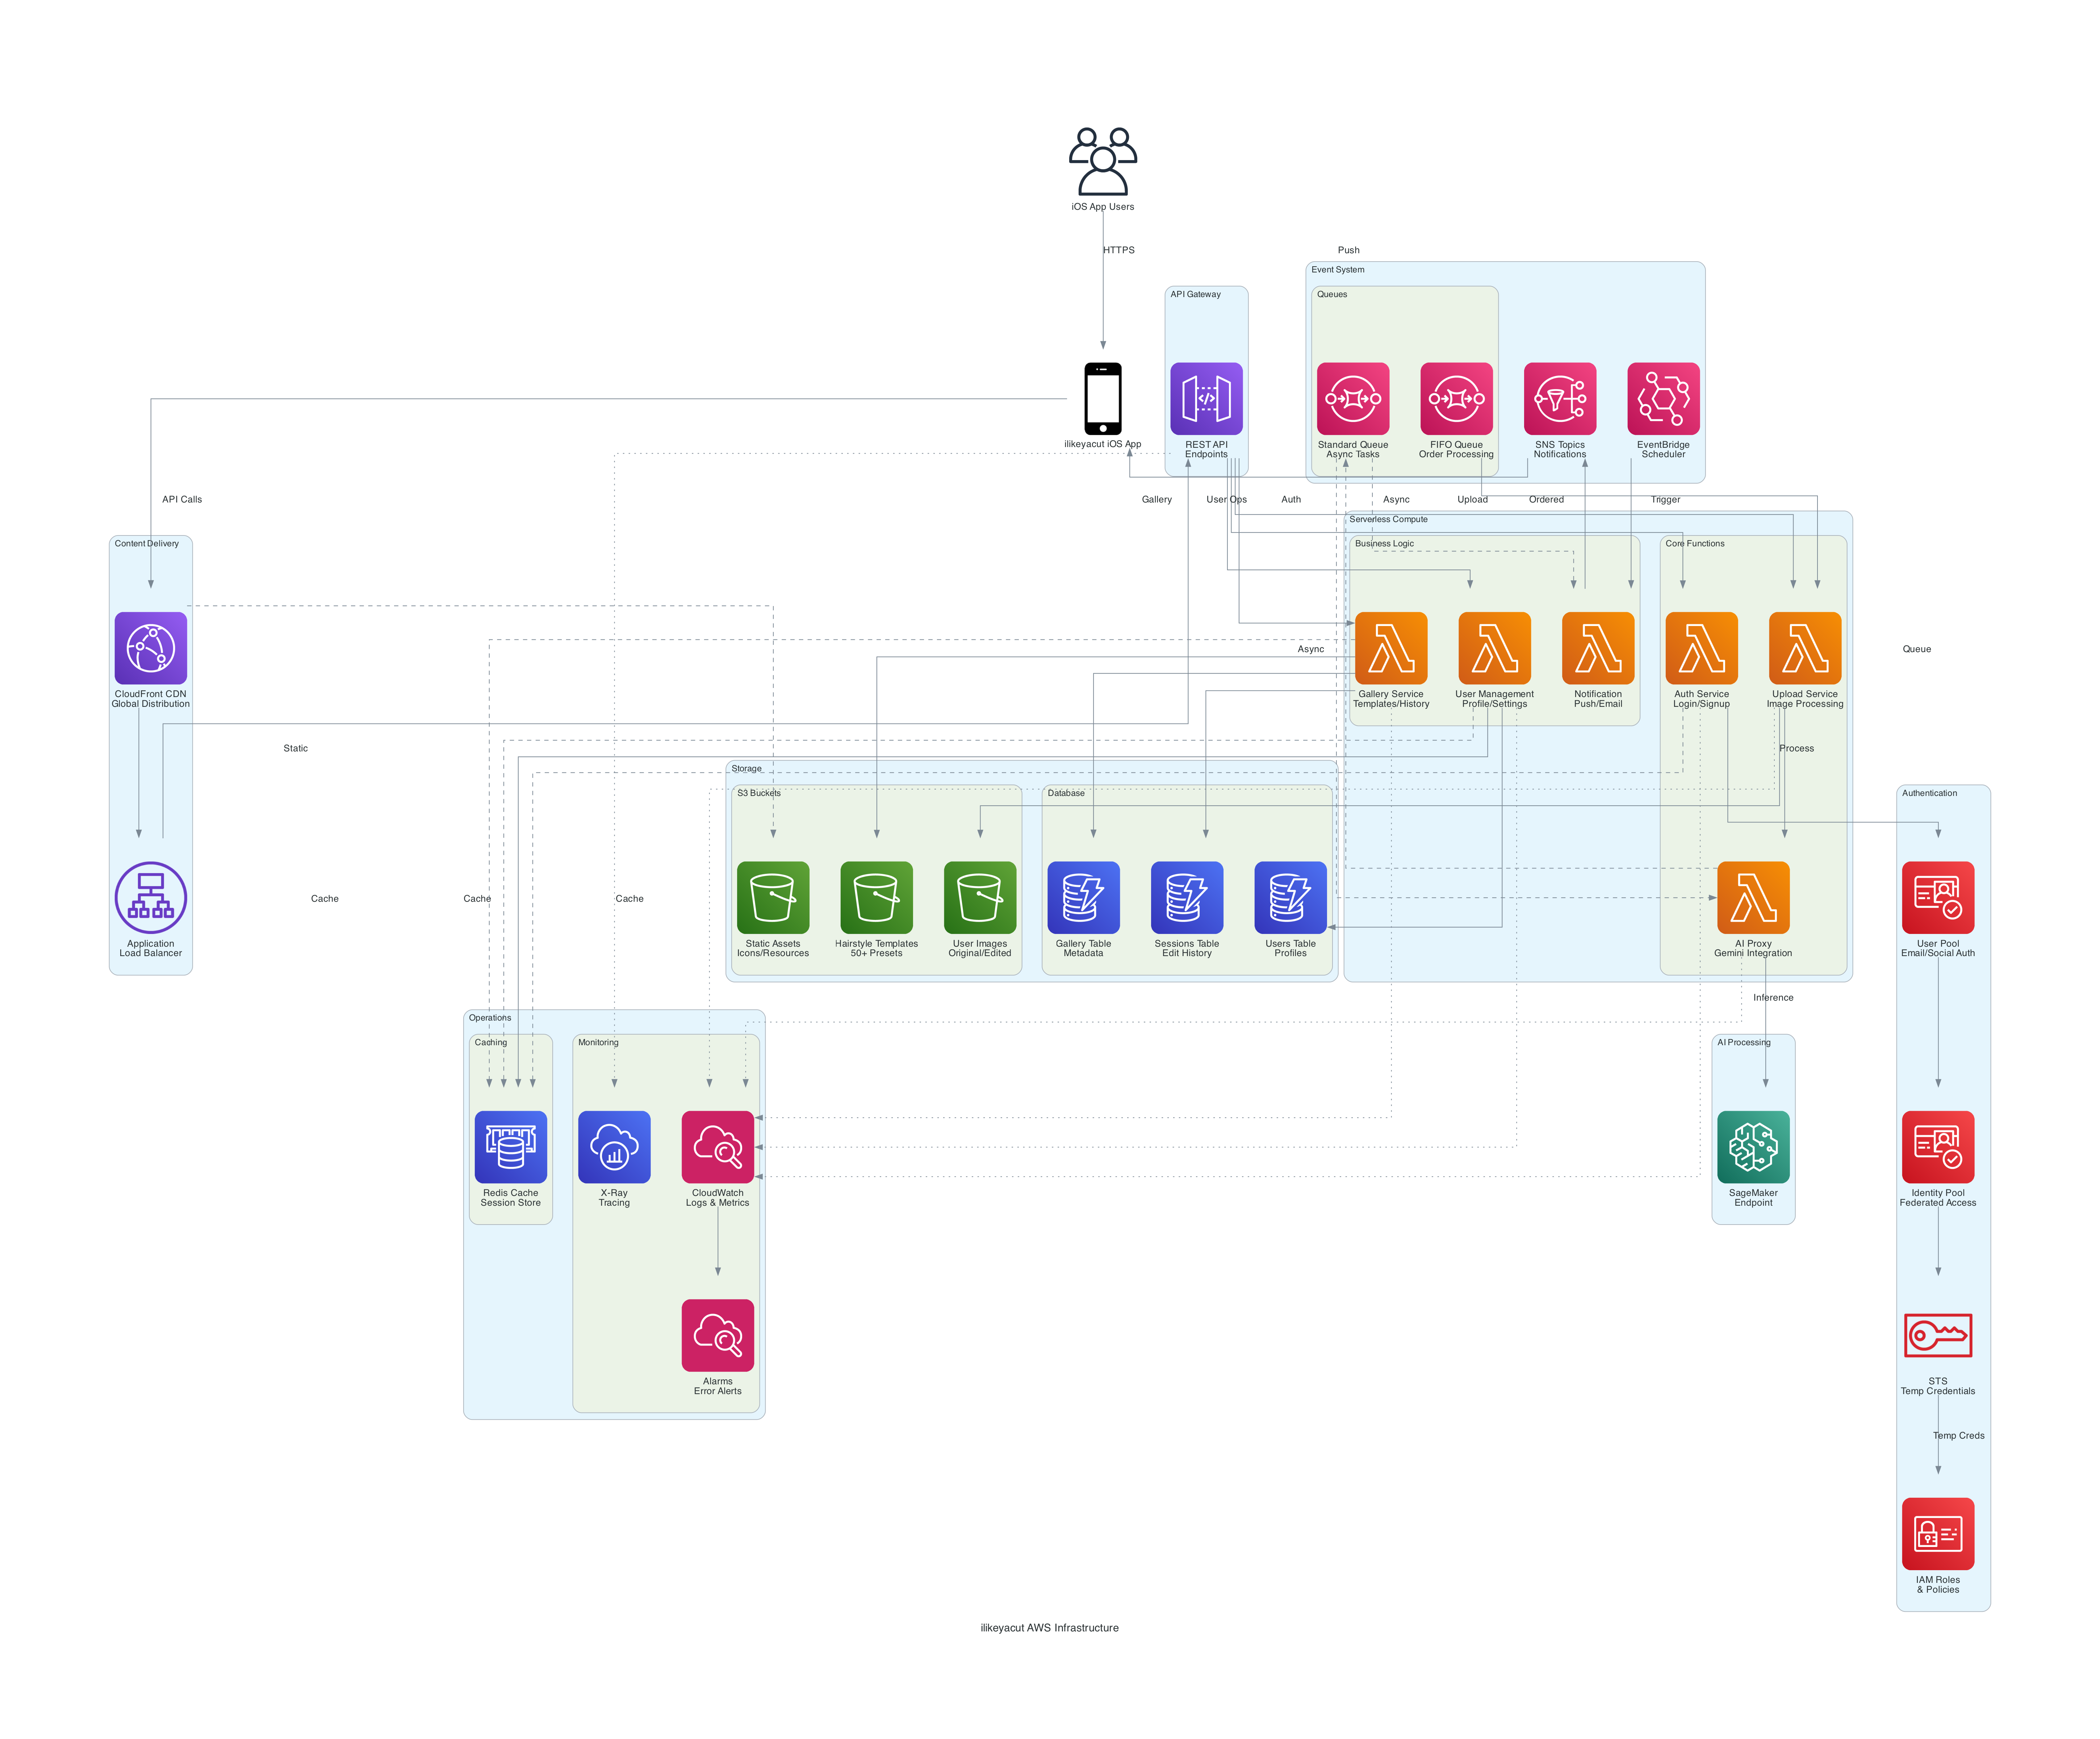 iOS App Users
HTTPS
Push
Event System
API Gateway
Queues
ilikeyacut iOS App
REST API
Endpoints
Standard Queue
Async Tasks
FIFO Queue
Order Processing
SNS Topics
Notifications
EventBridge
Scheduler
API Calls
Gallery
User Ops
Auth
Async
Upload
Ordered
Trigger
Serverless Compute
Content Delivery
Business Logic
Core Functions
Async
Queue
CloudFront CDN
Global Distribution
Gallery Service
Templates/History
User Management
Profile/Settings
Notification
Push/Email
Auth Service
Login/Signup
Upload Service
Image Processing
Static
Process
Storage
S3 Buckets
Database
Authentication
Cache
Cache
Cache
Application
Load Balancer
Static Assets
Icons/Resources
Hairstyle Templates
50+ Presets
User Images
Original/Edited
Gallery Table
Metadata
Sessions Table
Edit History
Users Table
Profiles
AI Proxy
Gemini Integration
User Pool
Email/Social Auth
Inference
Operations
Caching
Monitoring
AI Processing
Redis Cache
Session Store
X-Ray
Tracing
CloudWatch
Logs & Metrics
SageMaker
Endpoint
Identity Pool
Federated Access
Alarms
Error Alerts
STS
Temp Credentials
Temp Creds
IAM Roles
& Policies
ilikeyacut AWS Infrastructure